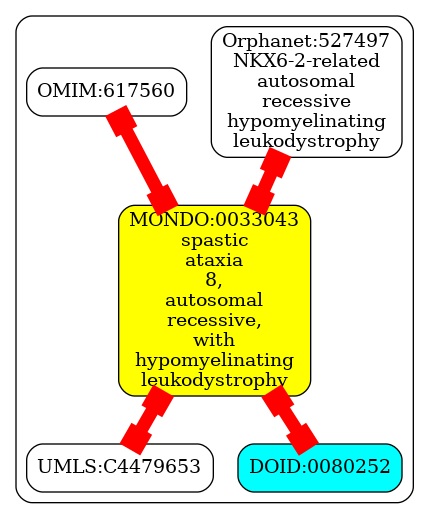 OMIM:617560
Orphanet:527497
NKX6-2-related
autosomal
recessive
hypomyelinating
leukodystrophy
MONDO:0033043
spastic
ataxia
8,
autosomal
recessive,
with
hypomyelinating
leukodystrophy
UMLS:C4479653
DOID:0080252